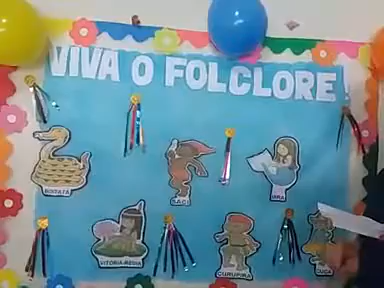 VIVA O FOLCLORE
BOITATÁ
SACI
IARA
VITÓRIA-RÉGIA
CURUPIRA
CUCA